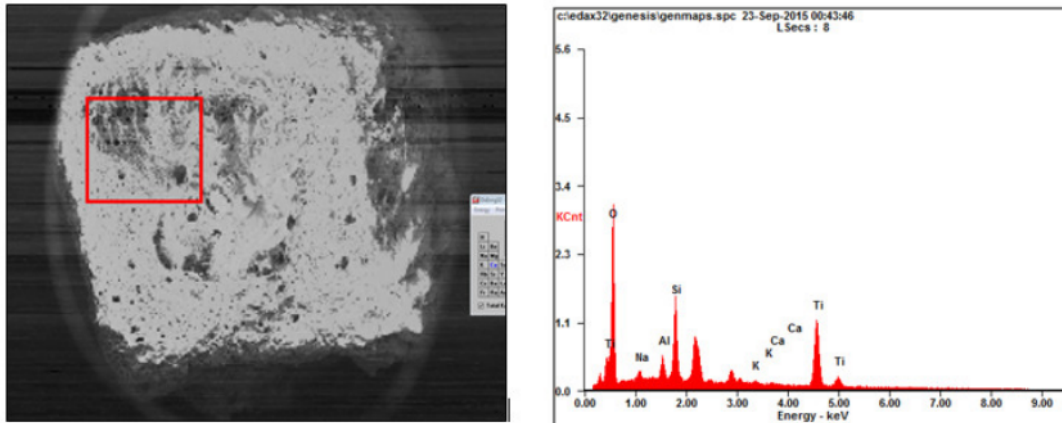 c:\edax32\genesis\genmaps.spc 23-Sep-2015 00:43:46
LSecs : 8
5.6
4.5
3.4
KCnt
2.3
1.1
0.0
O
T
Na
Al
Si
K
K
Ca
Ca
Ti
Ti
0.00 1.00 2.00 3.00 4.00 5.00 6.00 7.00 8.00 9.00
Energy - keV